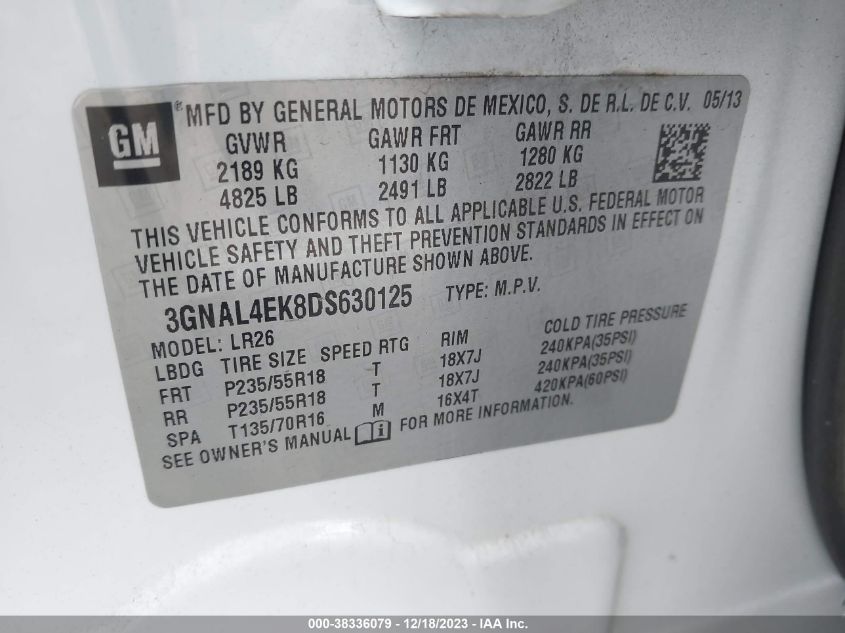 GM
® MFD BY GENERAL MOTORS DE MEXICO, S. DE R.L. DE C.V. 05/13
GVWR GAWR FRT GAWR RR
2189 KG 1130 KG 1280 KG
4825 LB 2491 LB 2822 LB
THIS VEHICLE CONFORMS TO ALL APPLICABLE U.S. FEDERAL MOTOR
VEHICLE SAFETY AND THEFT PREVENTION STANDARDS IN EFFECT ON
THE DATE OF MANUFACTURE SHOWN ABOVE.
3GNAL4EK8DS630125 TYPE: M.P.V.
MODEL: LR26
LBDG TIRE SIZE SPEED RTG RIM COLD TIRE PRESSURE
FRT P235/55R18 T 18X7J 240KPA(35PSI)
RR P235/55R18 T 18X7J 240KPA(35PSI)
SPA T135/70R16 M 16X4T 420KPA(60PSI)
SEE OWNER'S MANUAL FOR MORE INFORMATION.
000-38336079 - 12/18/2023 - IAAI Inc.